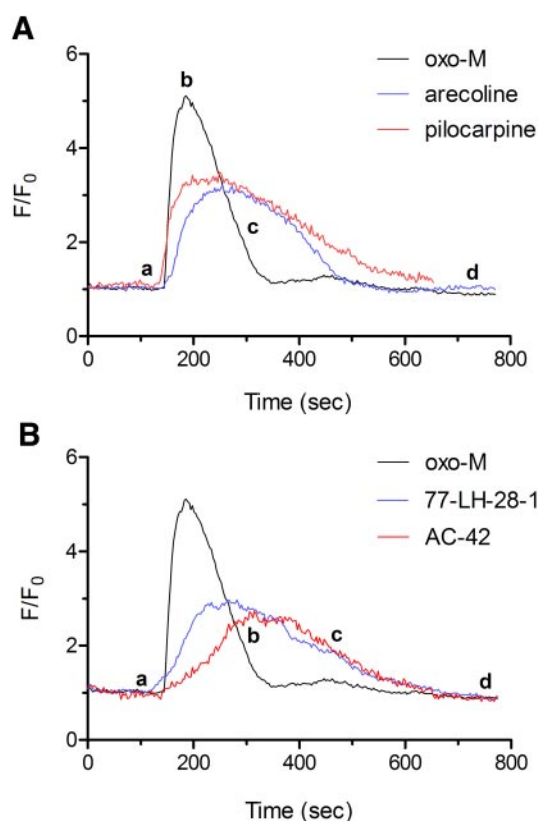 A
6
4
2
0
F/F0
0 200 400 600 800
Time (sec)
oxo-M
arecoline
pilocarpine
a
b
c
d
B
6
4
2
0
F/F0
0 200 400 600 800
Time (sec)
oxo-M
77-LH-28-1
AC-42
a
b
c
d